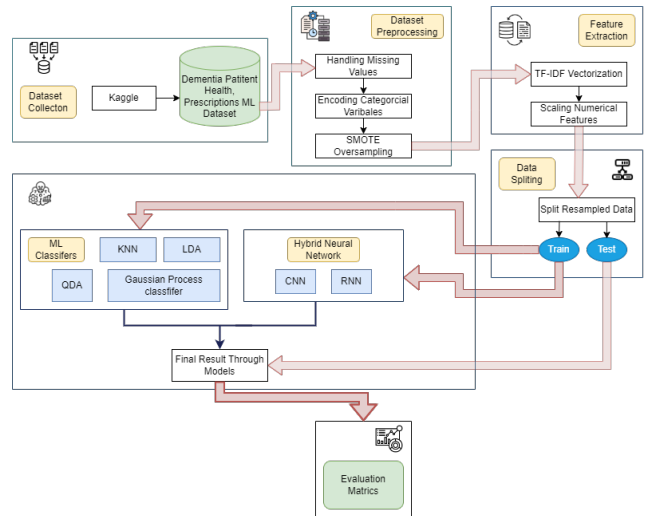 Dataset
Collecton
Kaggle
Dementia Patitent
Health,
Prescriptions ML
Dataset
Dataset
Preprocessing
Handling Missing
Values
Encoding Categorcial
Varibales
SMOTE
Oversampling
Feature
Extraction
TF-IDF Vectorization
Scaling Numerical
Features
Data
Spliting
Split Resampled Data
Train
Test
ML
Classifers
KNN
LDA
QDA
Gaussian Process
classifer
Hybrid Neural
Network
CNN
RNN
Final Result Through
Models
Evaluation
Matrics